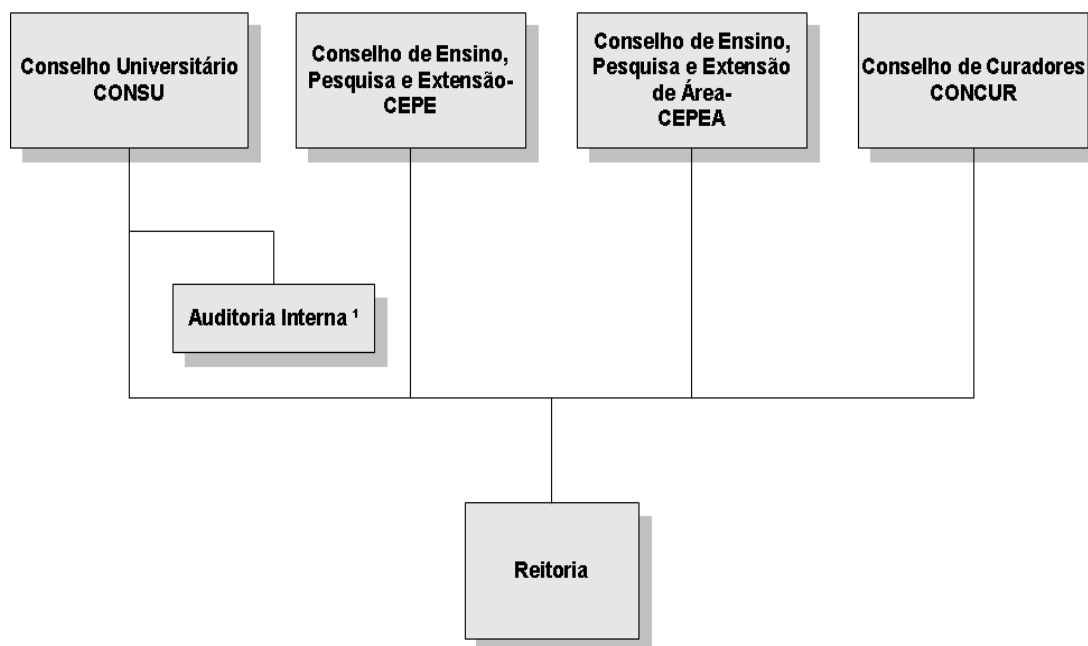 Conselho Universitário
CONSU
Conselho de Ensino,
Pesquisa e Extensão-
CEPE
Conselho de Ensino,
Pesquisa e Extensão
de Área-
CEPEA
Conselho de Curadores
CONCUR
Auditoria Interna ¹
Reitoria